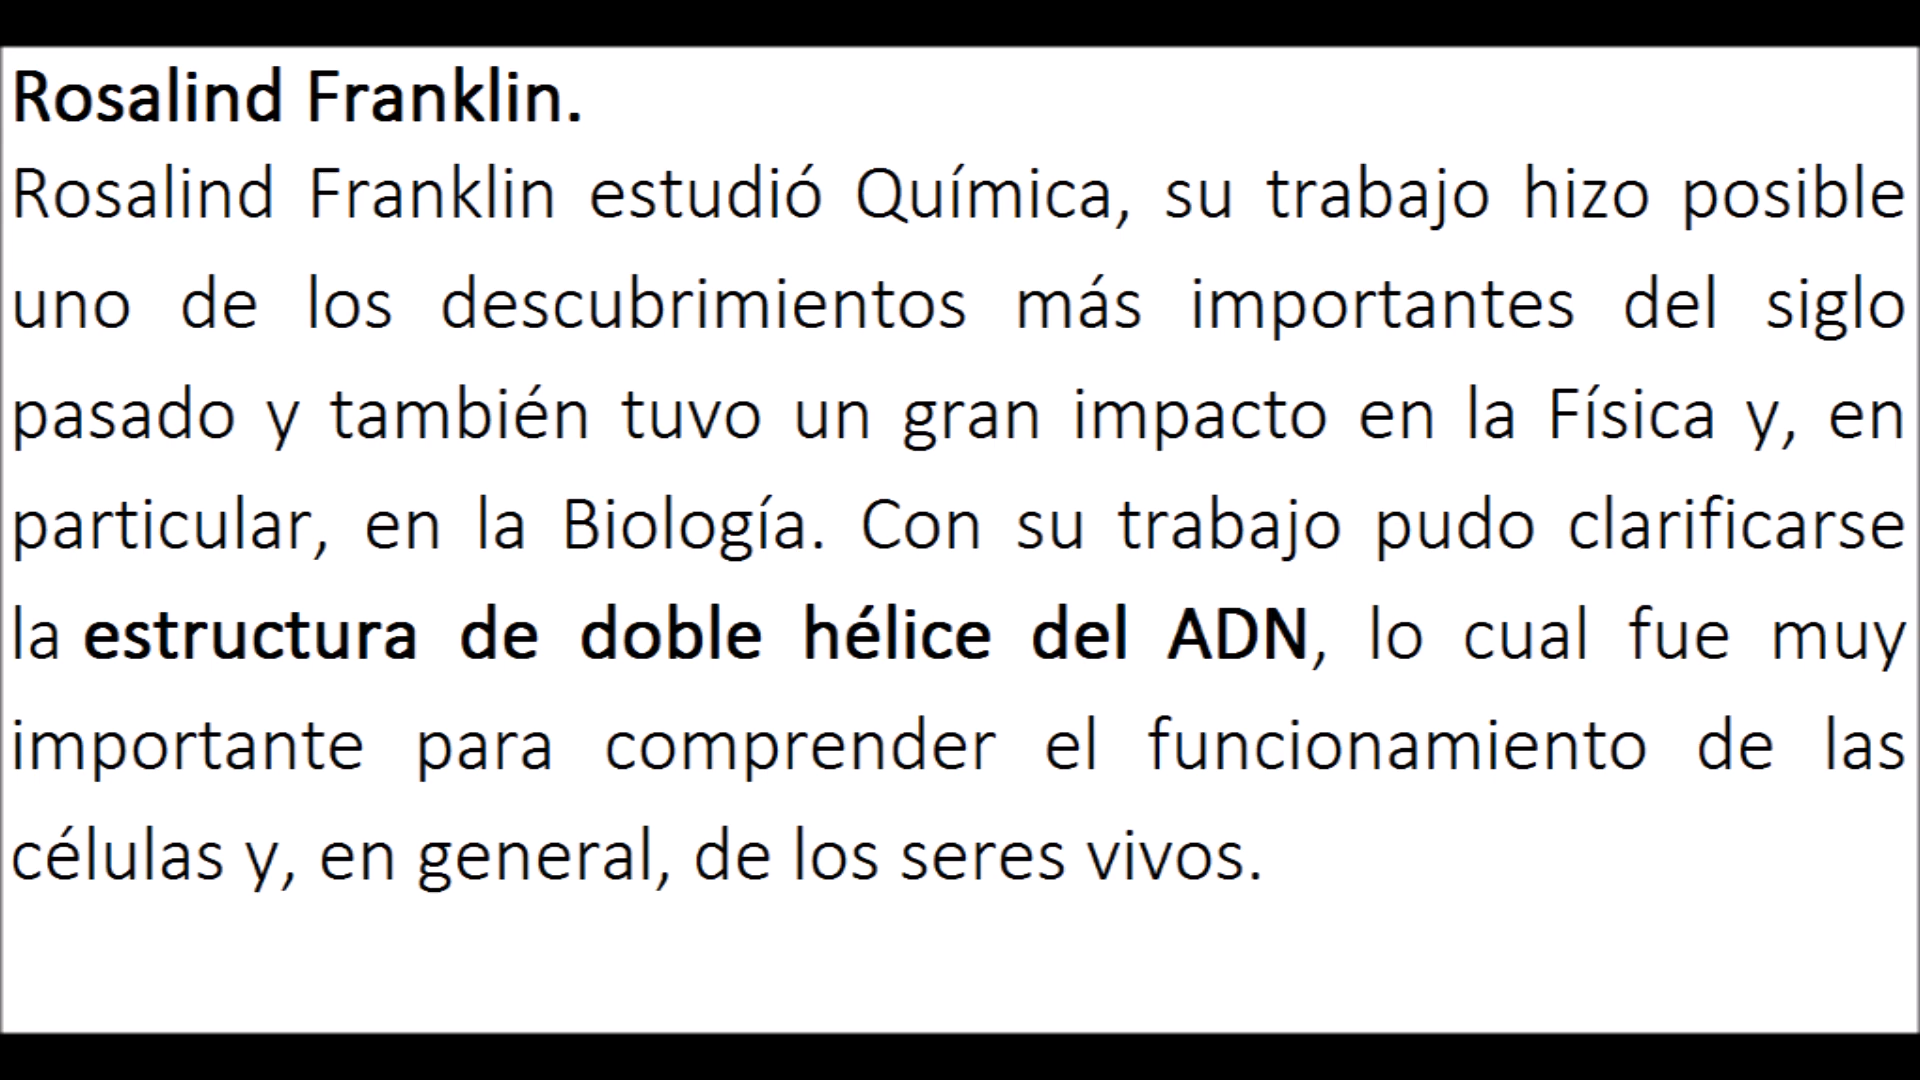 Rosalind Franklin.
Rosalind Franklin estudió Química, su trabajo hizo posible
uno de los descubrimientos más importantes del siglo
pasado y también tuvo un gran impacto en la Física y, en
particular, en la Biología. Con su trabajo pudo clarificarse
la estructura de doble hélice del ADN, lo cual fue muy
importante para comprender el funcionamiento de las
células y, en general, de los seres vivos.